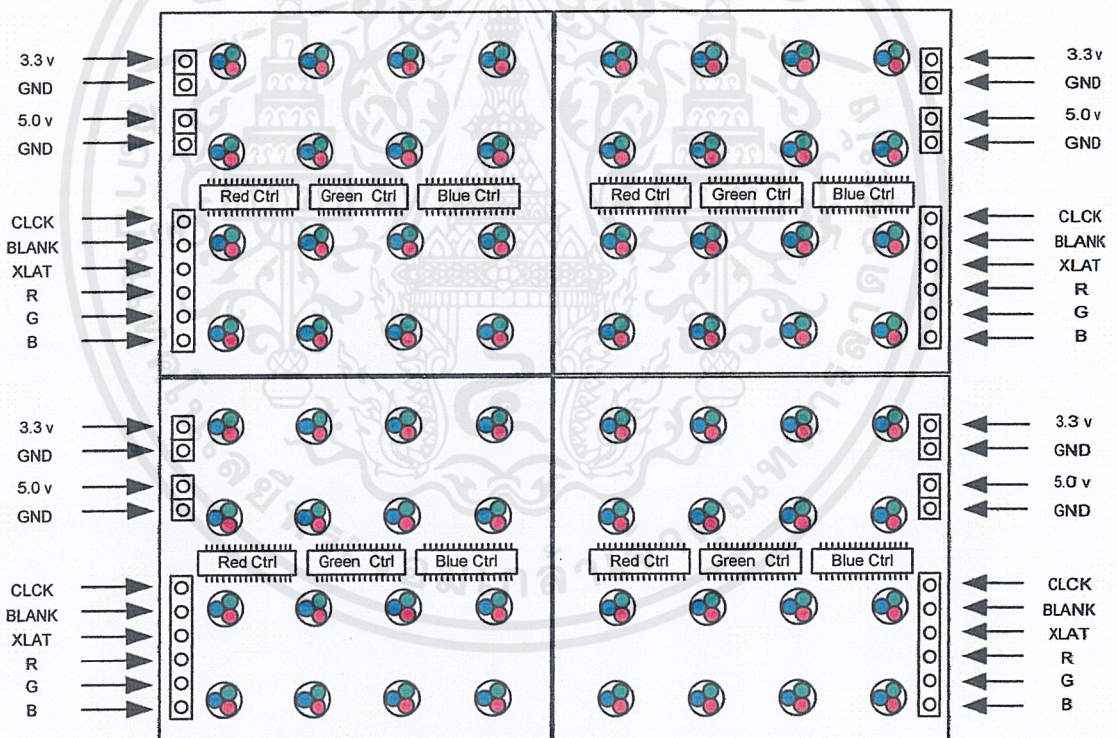 3.3 v
GND
5.0 v
GND
Red Ctrl Green Ctrl Blue Ctrl
CLCK
BLANK
XLAT
R
G
B
3.3 v
GND
5.0 v
GND
Red Ctrl Green Ctrl Blue Ctrl
CLCK
BLANK
XLAT
R
G
B
3.3 v
GND
5.0 v
GND
Red Ctrl Green Ctrl Blue Ctrl
CLCK
BLANK
XLAT
R
G
B
3.3 v
GND
5.0 v
GND
Red Ctrl Green Ctrl Blue Ctrl
CLCK
BLANK
XLAT
R
G
B